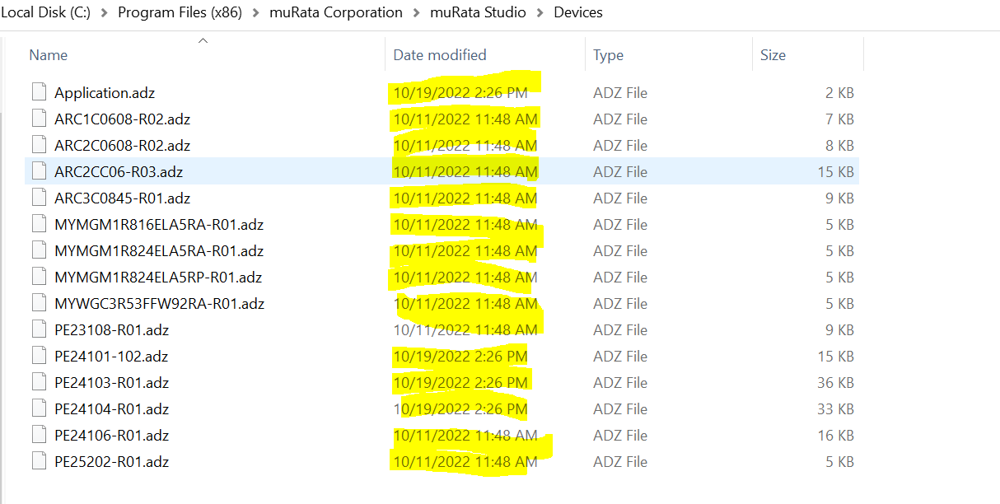 Local Disk (C:) > Program Files (x86) > muRata Corporation > muRata Studio > Devices
Name Date modified Type Size
Application.adz 10/19/2022 2:26 PM ADZ File 2 KB
ARC1C0608-R02.adz 10/11/2022 11:48 AM ADZ File 7 KB
ARC2C0608-R02.adz 10/11/2022 11:48 AM ADZ File 8 KB
ARC2CC06-R03.adz 10/11/2022 11:48 AM ADZ File 15 KB
ARC3C0845-R01.adz 10/11/2022 11:48 AM ADZ File 9 KB
MYMGM1R816ELA5RA-R01.adz 10/11/2022 11:48 AM ADZ File 5 KB
MYMGM1R824ELA5RA-R01.adz 10/11/2022 11:48 AM ADZ File 5 KB
MYMGM1R824ELA5RP-R01.adz 10/11/2022 11:48 AM ADZ File 5 KB
MYWGC3R53FFW92RA-R01.adz 10/11/2022 11:48 AM ADZ File 5 KB
PE23108-R01.adz 10/11/2022 11:48 AM ADZ File 9 KB
PE24101-102.adz 10/19/2022 2:26 PM ADZ File 15 KB
PE24103-R01.adz 10/19/2022 2:26 PM ADZ File 36 KB
PE24104-R01.adz 10/19/2022 2:26 PM ADZ File 33 KB
PE24106-R01.adz 10/11/2022 11:48 AM ADZ File 16 KB
PE25202-R01.adz 10/11/2022 11:48 AM ADZ File 5 KB